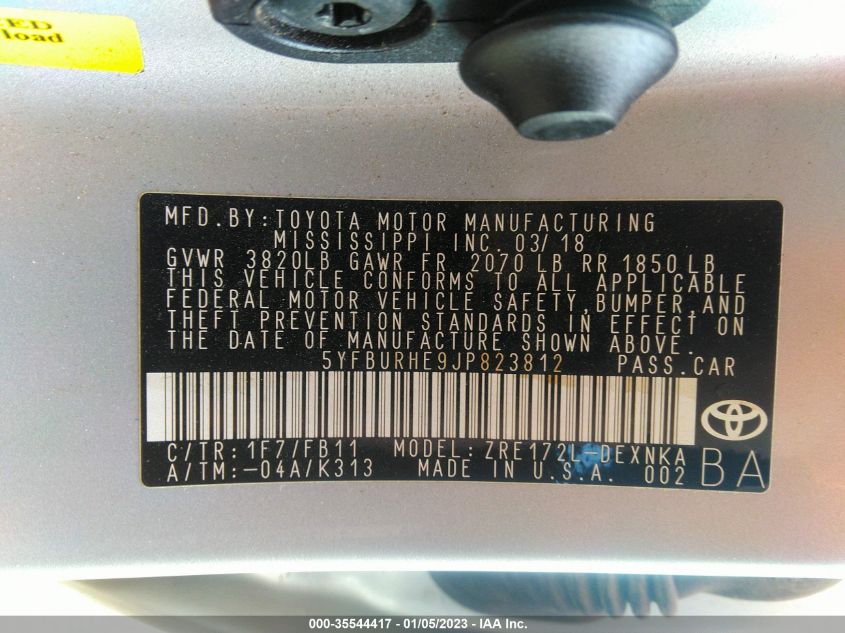 ED
load
MFD.BY:TOYOTA MOTOR MANUFACTURING
MISSISSIPPI INC. 03/18
GVWR 3820LB GAWR FR 2070 LB RR 1850LB
THIS VEHICLE CONFORMS TO ALL APPLICABLE
FEDERAL MOTOR VEHICLE SAFETY,BUMPER,AND
THEFT PREVENTION STANDARDS IN EFFECT ON
THE DATE OF MANUFACTURE SHOWN ABOVE.
5YFBURHE9JP823812 PASS.CAR
C/TR:1F7/FB11 MODEL:ZRE172L-DEXNKA
A/TM:-04A/K313 MADE IN U.S.A. 002 BA
000-35544417 - 01/05/2023 - IAA Inc.